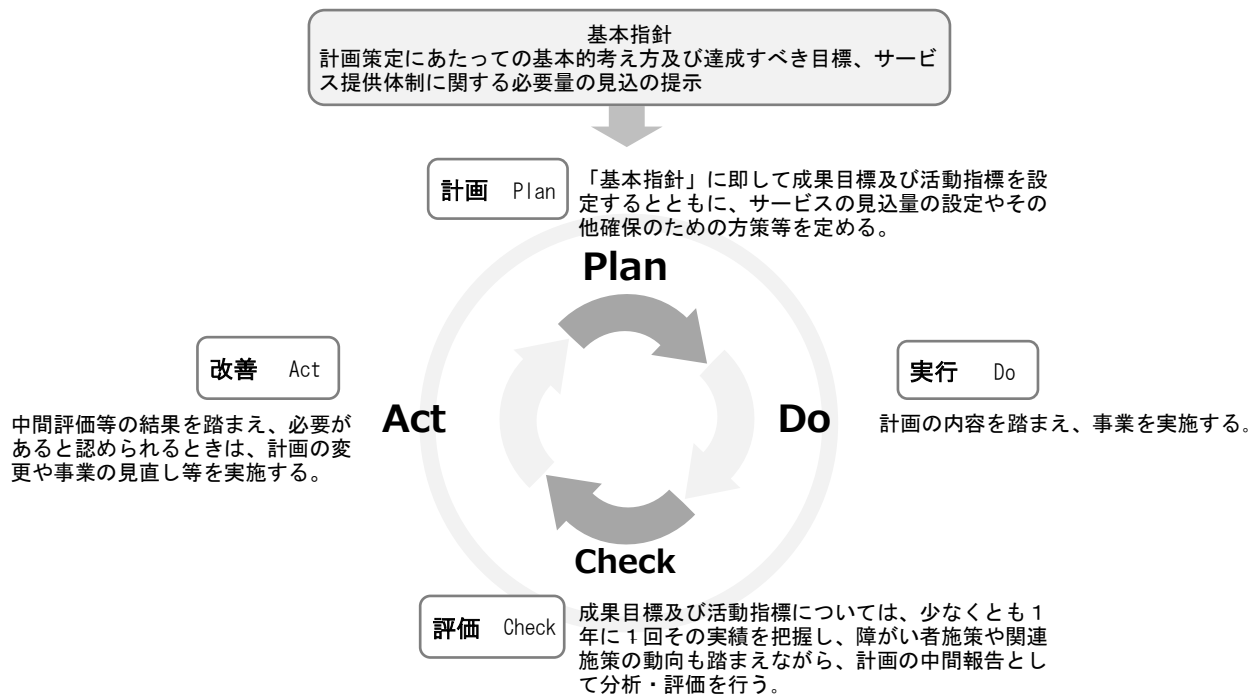 基本指針
計画策定にあたっての基本的考え方及び達成すべき目標、サービ
ス提供体制に関する必要量の見込の提示
計画 Plan
「基本指針」に即して成果目標及び活動指標を設
定するとともに、サービスの見込量の設定やその
他確保のための方策等を定める。
Plan
改善 Act
中間評価等の結果を踏まえ、必要が
あると認められるときは、計画の変
更や事業の見直し等を実施する。
Act
Do
実行 Do
計画の内容を踏まえ、事業を実施する。
Check
評価 Check
成果目標及び活動指標については、少なくとも１
年に１回その実績を把握し、障がい者施策や関連
施策の動向も踏まえながら、計画の中間報告とし
て分析・評価を行う。